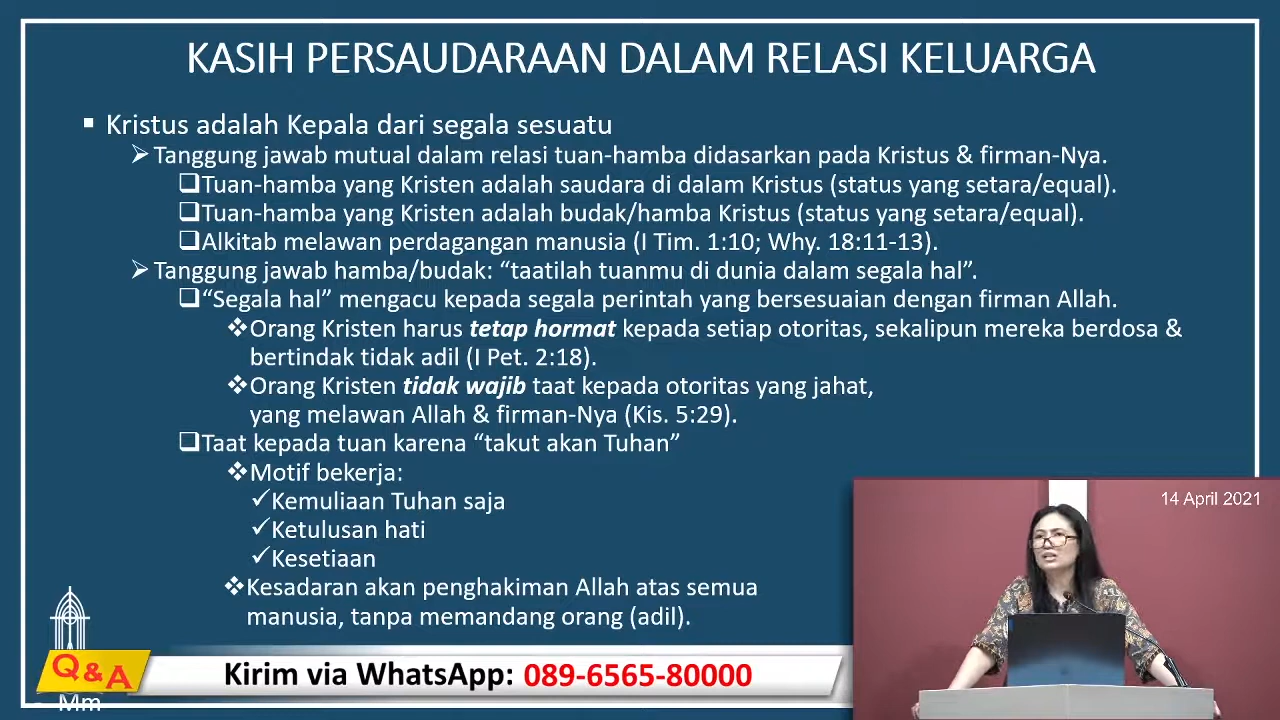 KASIH PERSAUDARAAN DALAM RELASI KELUARGA
▪ Kristus adalah Kepala dari segala sesuatu
➢ Tanggung jawab mutual dalam relasi tuan-hamba didasarkan pada Kristus & firman-Nya.
❑ Tuan-hamba yang Kristen adalah saudara di dalam Kristus (status yang setara/equal).
❑ Tuan-hamba yang Kristen adalah budak/hamba Kristus (status yang setara/equal).
❑ Alkitab melawan perdagangan manusia (I Tim. 1:10; Why. 18:11-13).
➢ Tanggung jawab hamba/budak: “taatilah tuanmu di dunia dalam segala hal”.
❑ “Segala hal” mengacu kepada segala perintah yang bersesuaian dengan firman Allah.
❖ Orang Kristen harus tetap hormat kepada setiap otoritas, sekalipun mereka berdosa &
bertindak tidak adil (I Pet. 2:18).
❖ Orang Kristen tidak wajib taat kepada otoritas yang jahat,
yang melawan Allah & firman-Nya (Kis. 5:29).
❑ Taat kepada tuan karena “takut akan Tuhan”
❖ Motif bekerja:
✓ Kemuliaan Tuhan saja
✓ Ketulusan hati
✓ Kesetiaan
❖ Kesadaran akan penghakiman Allah atas semua
manusia, tanpa memandang orang (adil).
14 April 2021
Q&A
Kirim via WhatsApp: 089-6565-80000